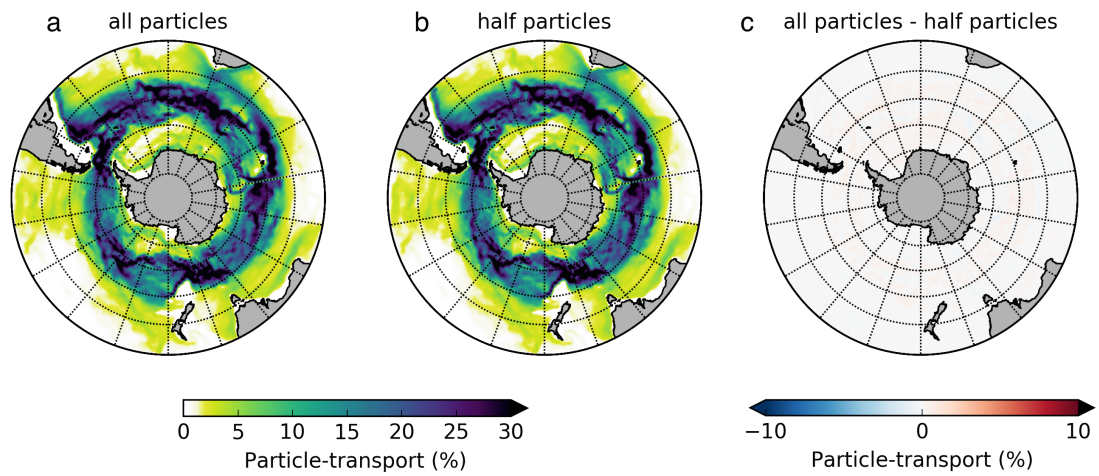 a all particles
b half particles
c all particles - half particles
0 5 10 15 20 25 30
Particle-transport (%)
−10 0 10
Particle-transport (%)